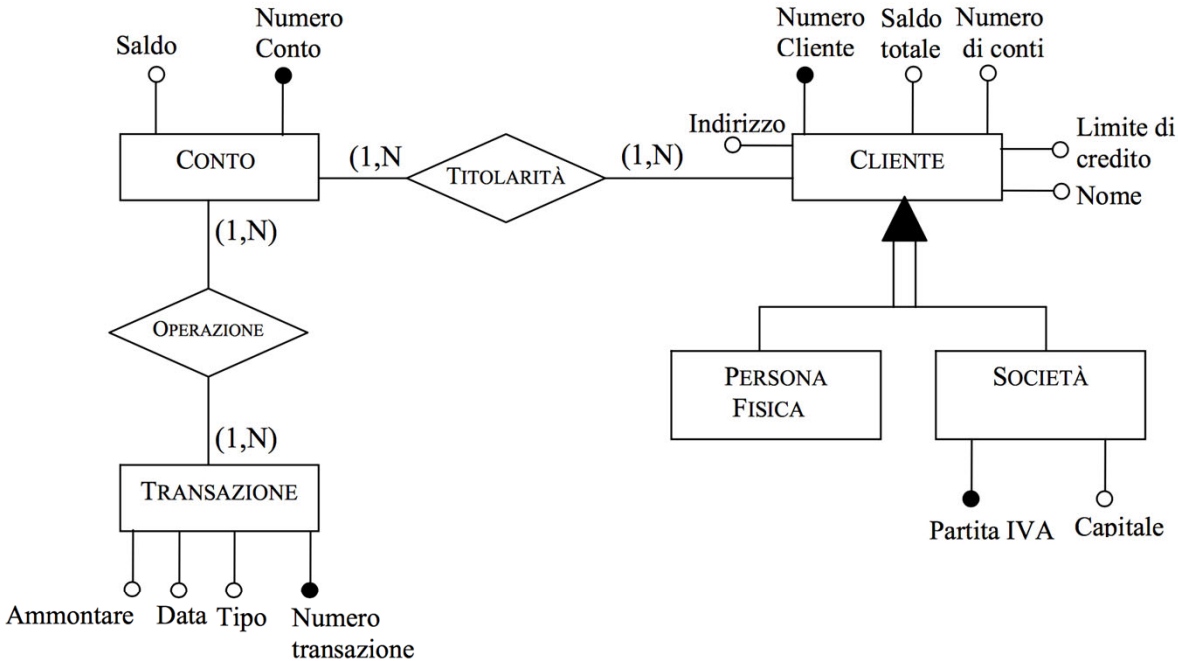 Saldo
Numero
Conto
Numero
Cliente
Saldo
totale
Numero
di conti
Indirizzo
Limite di
credito
Nome
CONTO
(1,N
TITOLARITÀ
(1,N)
CLIENTE
(1,N)
OPERAZIONE
(1,N)
PERSONA
FISICA
SOCIETÀ
TRANSAZIONE
Partita IVA
Capitale
Ammontare
Data
Tipo
Numero
transazione